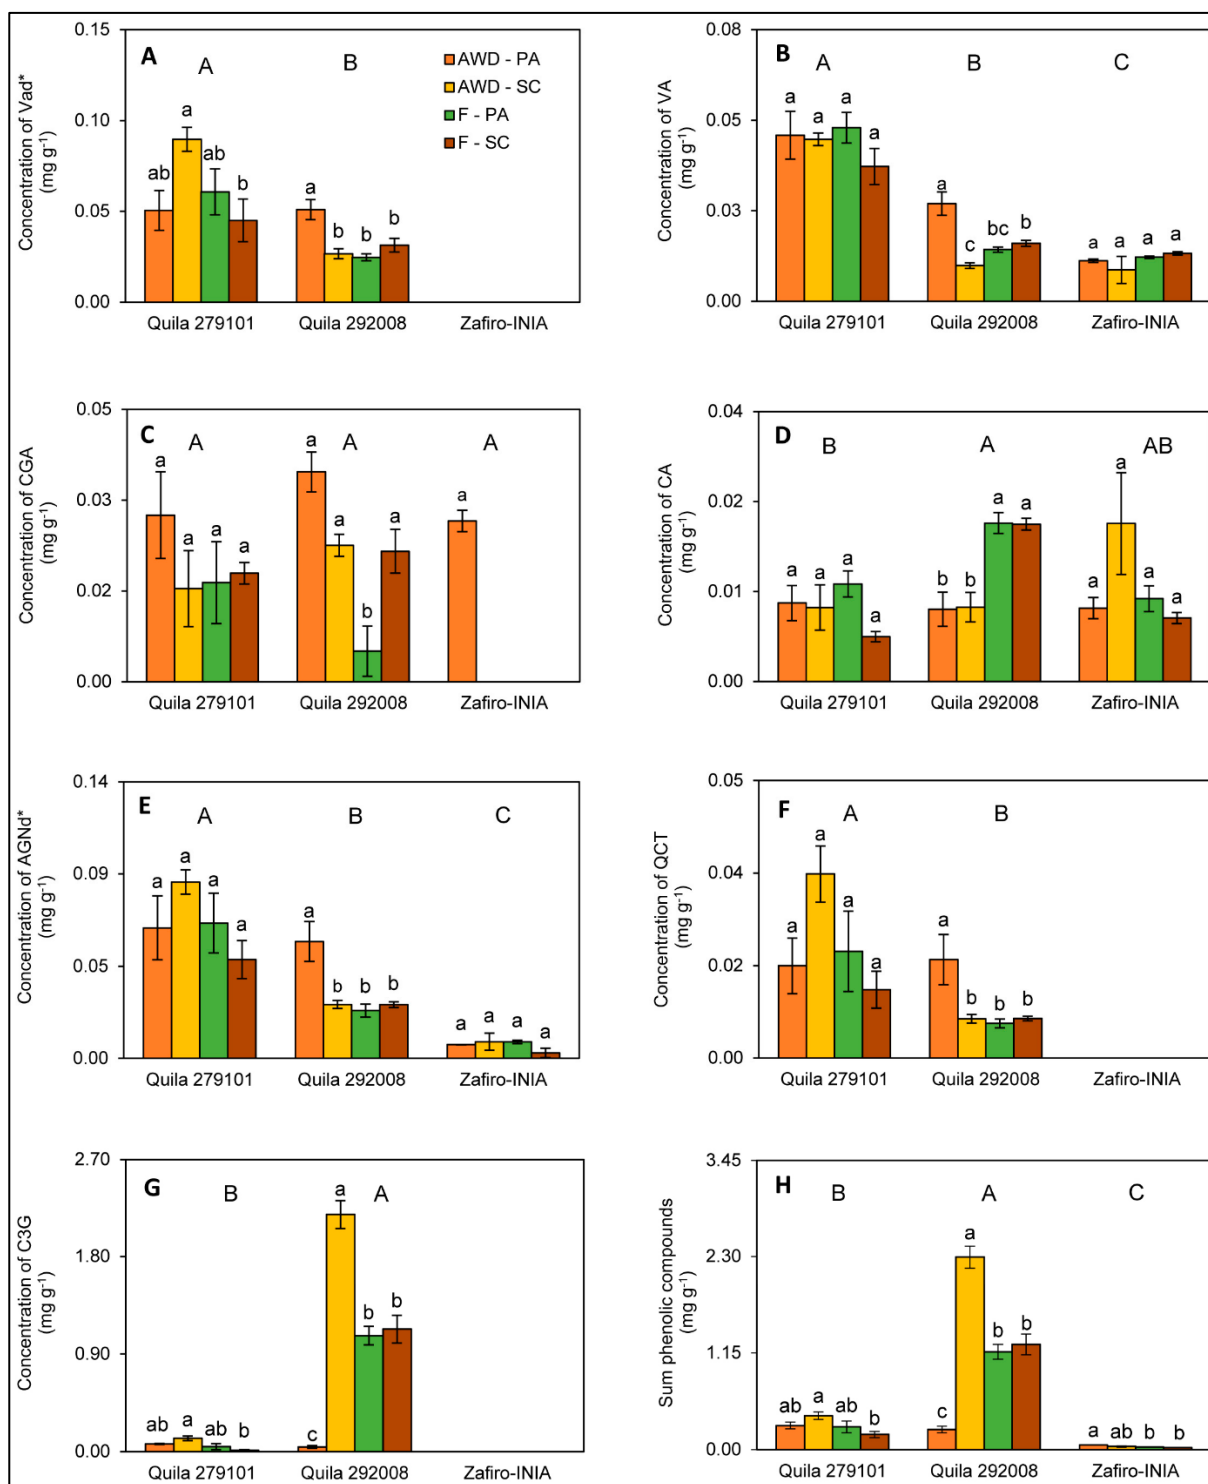 A
A
B
AWD - PA
AWD - SC
F - PA
F - SC
Concentration of Vad*
(mg g-1)
0.15
0.10
0.05
0.00
ab
a
ab
b
a
b
b
b
Quila 279101
Quila 292008
Zafiro-INIA
B
A
B
C
Concentration of VA
(mg g-1)
0.08
0.05
0.03
0.00
a
a
a
a
a
c
bc
b
a
a
a
a
Quila 279101
Quila 292008
Zafiro-INIA
C
A
A
A
Concentration of CGA
(mg g-1)
0.05
0.03
0.02
0.00
a
a
a
a
a
a
b
a
a
Quila 279101
Quila 292008
Zafiro-INIA
D
B
A
AB
Concentration of CA
(mg g-1)
0.04
0.02
0.01
0.00
a
a
a
a
b
b
a
a
a
a
a
a
Quila 279101
Quila 292008
Zafiro-INIA
E
A
B
C
Concentration of AGNd*
(mg g-1)
0.14
0.09
0.05
0.00
a
a
a
a
a
b
b
b
a
a
a
a
Quila 279101
Quila 292008
Zafiro-INIA
F
A
B
Concentration of QCT
(mg g-1)
0.05
0.04
0.02
0.00
a
a
a
a
a
b
b
b
Quila 279101
Quila 292008
Zafiro-INIA
G
B
A
Concentration of C3G
(mg g-1)
2.70
1.80
0.90
0.00
ab
a
ab
b
c
a
b
b
Quila 279101
Quila 292008
Zafiro-INIA
H
B
A
C
Sum phenolic compounds
(mg g-1)
3.45
2.30
1.15
0.00
ab
a
ab
b
c
a
b
b
a
ab
b
b
Quila 279101
Quila 292008
Zafiro-INIA